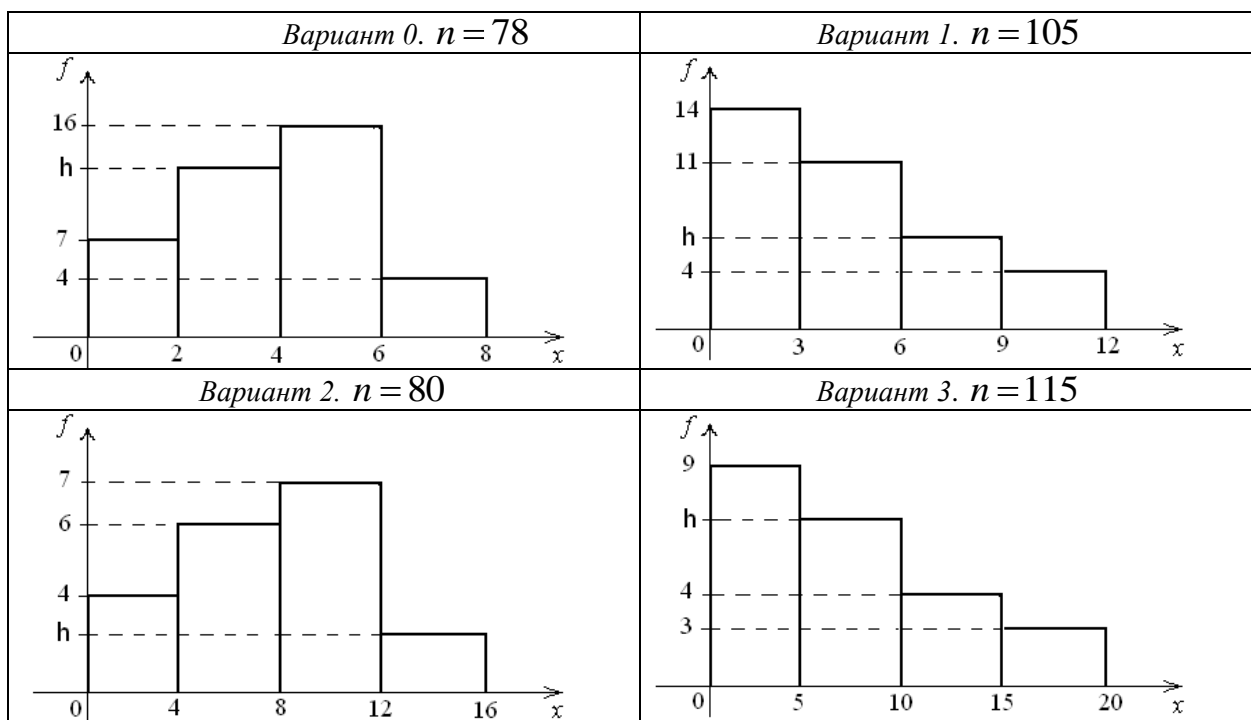 Вариант 0. n = 78
Вариант 1. n = 105
f
16
h
7
4
0 2 4 6 8 x
f
14
11
h
4
0 3 6 9 12 x
Вариант 2. n = 80
Вариант 3. n = 115
f
7
6
4
h
0 4 8 12 16 x
f
9
h
4
3
0 5 10 15 20 x